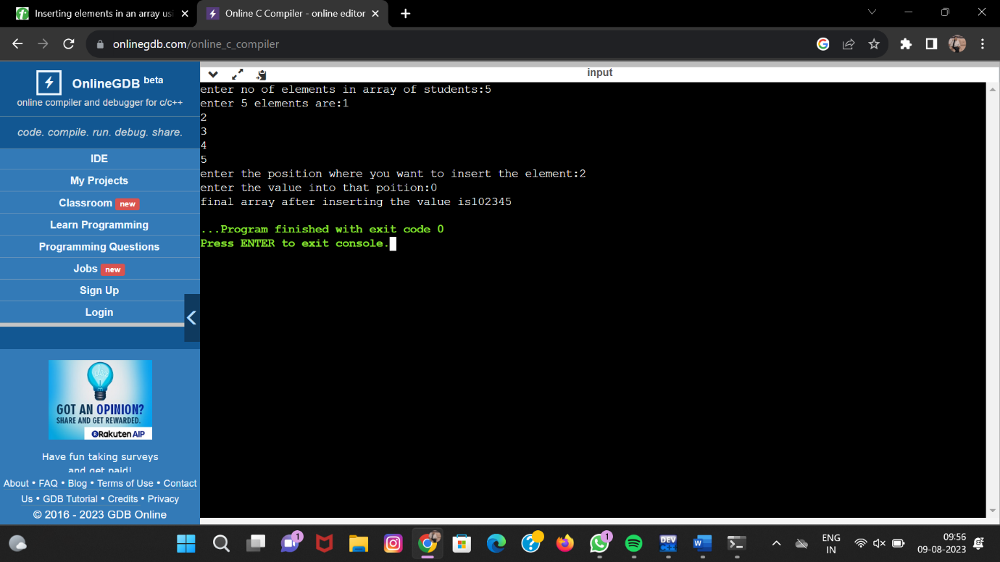 Inserting elements in an array usi
Online C Compiler - online editor
onlinegdb.com/online_c_compiler
OnlineGDB beta
online compiler and debugger for c/c++
code. compile. run. debug. share.
IDE
My Projects
Classroom new
Learn Programming
Programming Questions
Jobs new
Sign Up
Login
GOT AN OPINION?
SHARE AND GET REWARDED.
Rakuten AIP
Have fun taking surveys
and get paid!
About • FAQ • Blog • Terms of Use • Contact
Us • GDB Tutorial • Credits • Privacy
© 2016 - 2023 GDB Online
input
enter no of elements in array of students:5
enter 5 elements are:1
2
3
4
5
enter the position where you want to insert the element:2
enter the value into that poition:0
final array after inserting the value is102345
...Program finished with exit code 0
Press ENTER to exit console.
1
1
DEV
C++
W
ENG
IN
09:56
09-08-2023